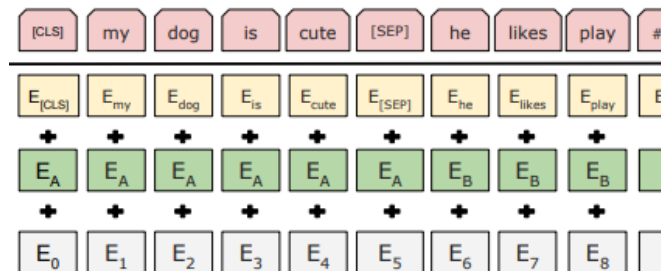 [CLS] my dog is cute [SEP] he likes play #
E[CLS] Emy Edog Eis Ecute E[SEP] Ehe Elikes Eplay E
+ + + + + + + + +
EA EA EA EA EA EA EB EB EB
+ + + + + + + + +
E0 E1 E2 E3 E4 E5 E6 E7 E8